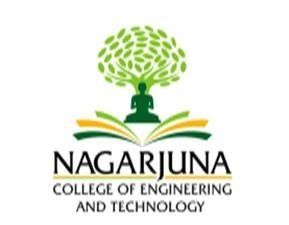 NAGARJUNA
COLLEGE OF ENGINEERING
AND TECHNOLOGY